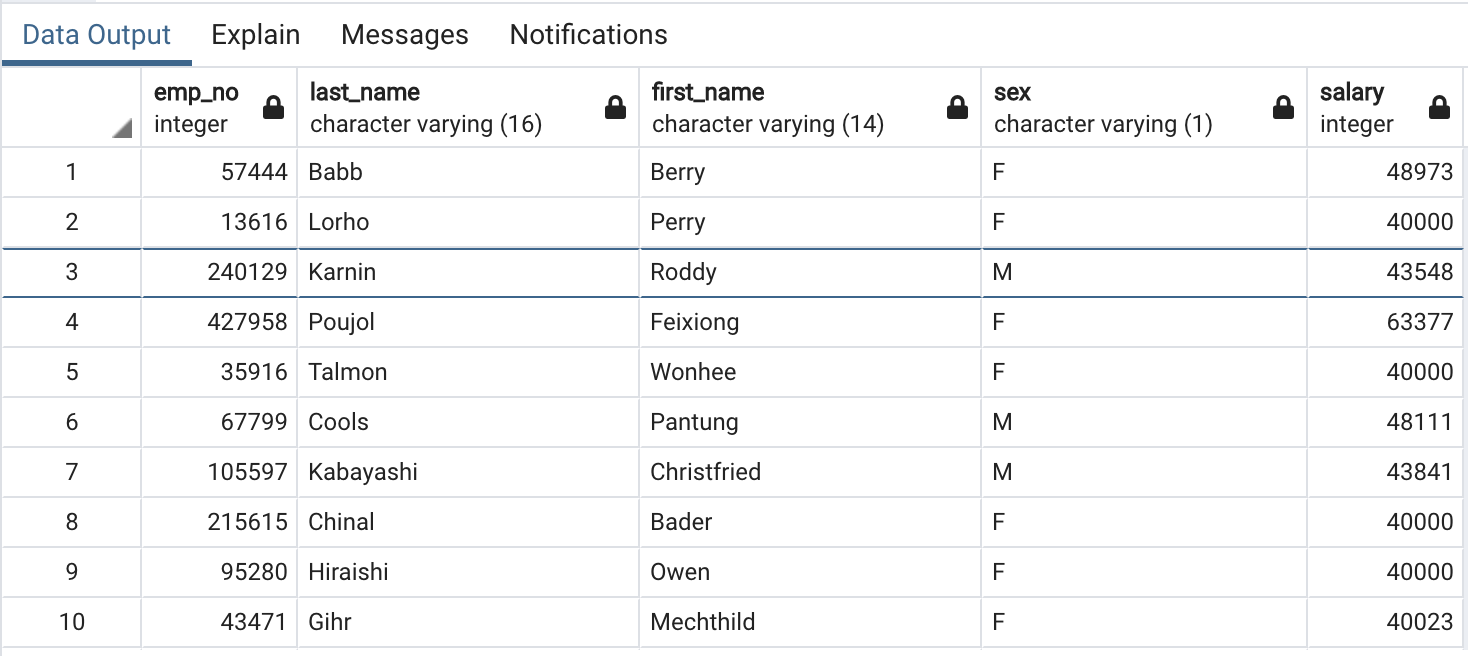 Data Output Explain Messages Notifications
emp_no last_name first_name sex salary
integer character varying (16) character varying (14) character varying (1) integer
1 57444 Babb Berry F 48973
2 13616 Lorho Perry F 40000
3 240129 Karnin Roddy M 43548
4 427958 Poujol Feixiong F 63377
5 35916 Talmon Wonhee F 40000
6 67799 Cools Pantung M 48111
7 105597 Kabayashi Christfried M 43841
8 215615 Chinal Bader F 40000
9 95280 Hiraishi Owen F 40000
10 43471 Gihr Mechthild F 40023